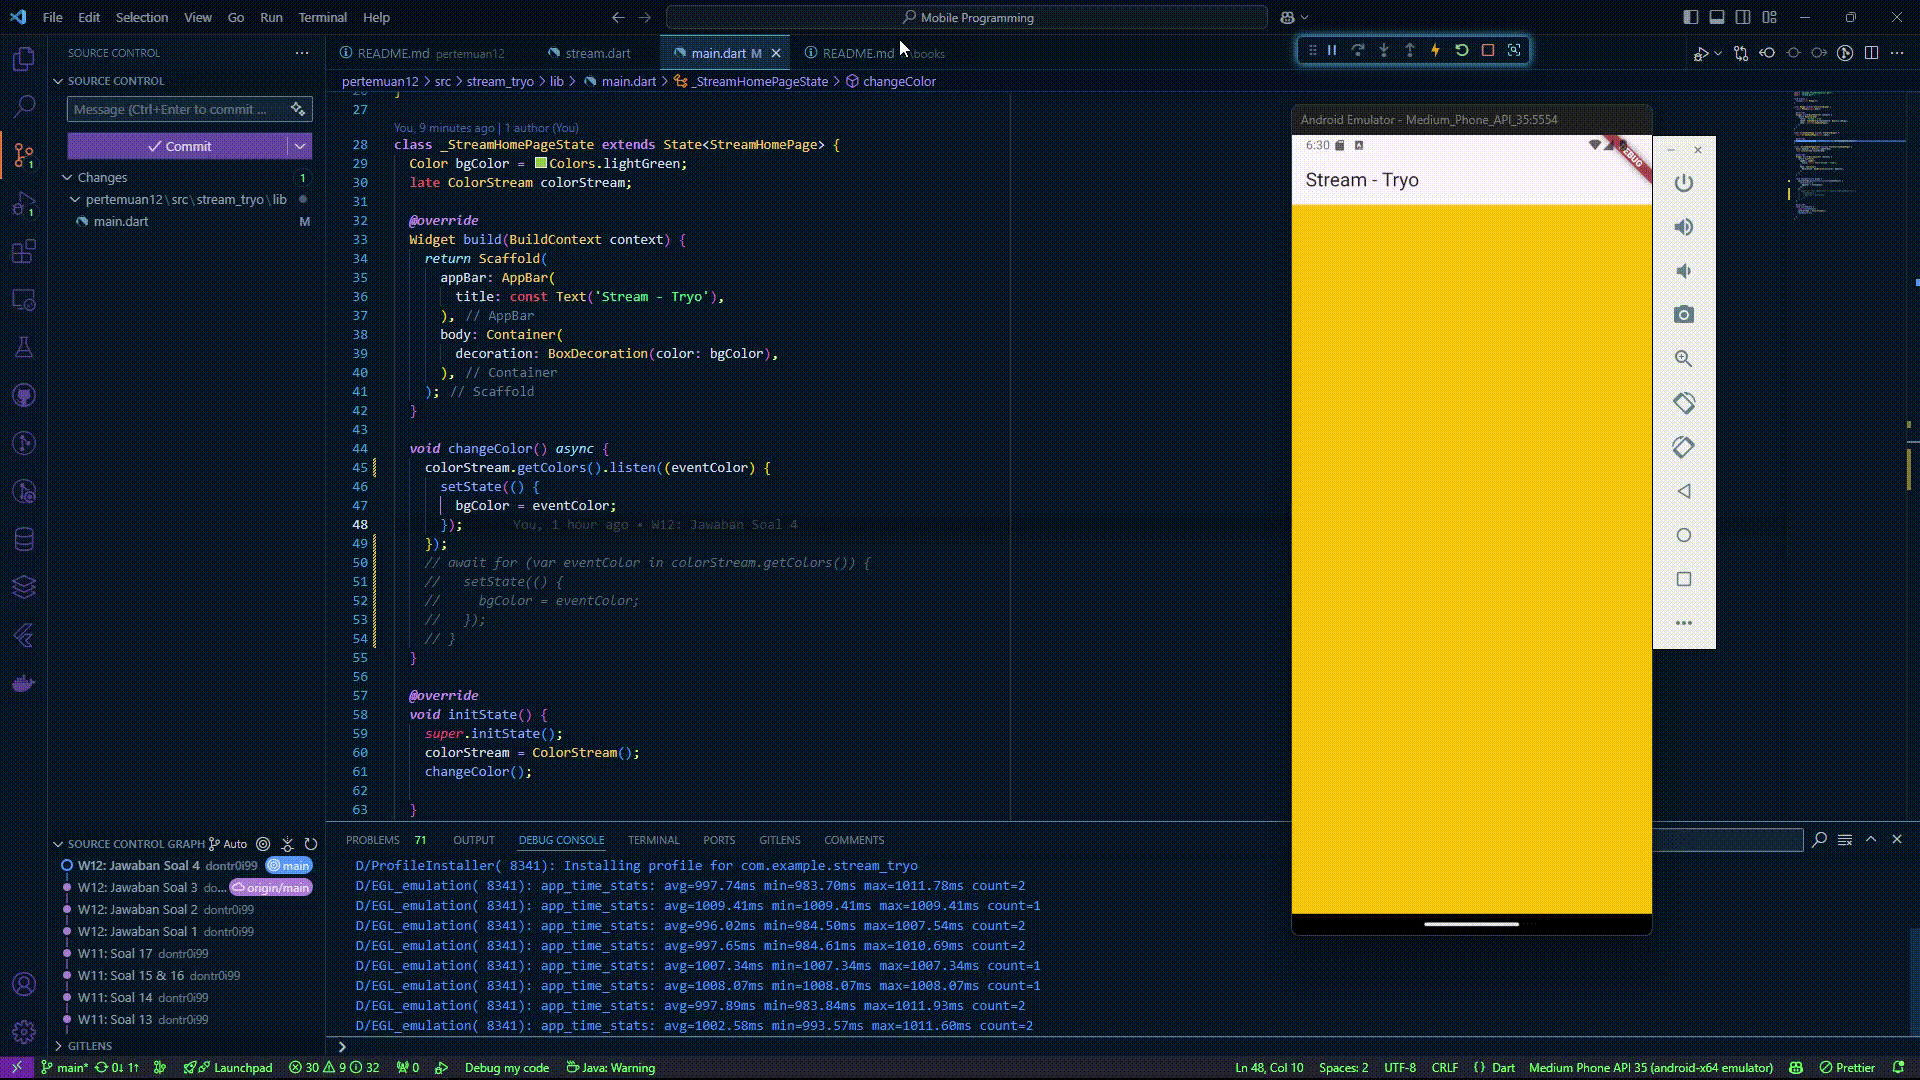 File Edit Selection View Go Run Terminal Help
Mobile Programming
SOURCE CONTROL
SOURCE CONTROL
Message (Ctrl+Enter to commit ...
Commit
Changes 1
pertemuan12\src\stream_tryo\lib
main.dart M
1
1
README.md pertemuan12
stream.dart
main.dart M
README.md ..\books
pertemuan12 > src > stream_tryo > lib > main.dart > _StreamHomePageState > changeColor
27
You, 9 minutes ago | 1 author (You)
28 class _StreamHomePageState extends State<StreamHomePage> {
29 Color bgColor = Colors.lightGreen;
30 late ColorStream colorStream;
31
32 @override
33 Widget build(BuildContext context) {
34 return Scaffold(
35 appBar: AppBar(
36 title: const Text('Stream - Tryo'),
37 ), // AppBar
38 body: Container(
39 decoration: BoxDecoration(color: bgColor),
40 ), // Container
41 ); // Scaffold
42 }
43
44 void changeColor() async {
45 colorStream.getColors().listen((eventColor) {
46 setState(() {
47 bgColor = eventColor;
48 }); You, 1 hour ago • W12: Jawaban Soal 4
49 });
50 // await for (var eventColor in colorStream.getColors()) {
51 // setState(() {
52 // bgColor = eventColor;
53 // });
54 // }
55 }
56
57 @override
58 void initState() {
59 super.initState();
60 colorStream = ColorStream();
61 changeColor();
62
63 }
Android Emulator - Medium_Phone_API_35:5554
6:30
DEBUG
Stream - Tryo
SOURCE CONTROL GRAPH Auto
W12: Jawaban Soal 4 dontr0i99 main
W12: Jawaban Soal 3 do... origin/main
W12: Jawaban Soal 2 dontr0i99
W12: Jawaban Soal 1 dontr0i99
W11: Soal 17 dontr0i99
W11: Soal 15 & 16 dontr0i99
W11: Soal 14 dontr0i99
W11: Soal 13 dontr0i99
GITLENS
PROBLEMS 71 OUTPUT DEBUG CONSOLE TERMINAL PORTS GITLENS COMMENTS
D/ProfileInstaller( 8341): Installing profile for com.example.stream_tryo
D/EGL_emulation( 8341): app_time_stats: avg=997.74ms min=983.70ms max=1011.78ms count=2
D/EGL_emulation( 8341): app_time_stats: avg=1009.41ms min=1009.41ms max=1009.41ms count=1
D/EGL_emulation( 8341): app_time_stats: avg=996.02ms min=984.50ms max=1007.54ms count=2
D/EGL_emulation( 8341): app_time_stats: avg=997.65ms min=984.61ms max=1010.69ms count=2
D/EGL_emulation( 8341): app_time_stats: avg=1007.34ms min=1007.34ms max=1007.34ms count=1
D/EGL_emulation( 8341): app_time_stats: avg=1008.07ms min=1008.07ms max=1008.07ms count=1
D/EGL_emulation( 8341): app_time_stats: avg=997.89ms min=983.84ms max=1011.93ms count=2
D/EGL_emulation( 8341): app_time_stats: avg=1002.58ms min=993.57ms max=1011.60ms count=2
main* 0↓ 1↑ Launchpad 30 9 32 0 Debug my code Java: Warning Ln 48, Col 10 Spaces: 2 UTF-8 CRLF {} Dart Medium Phone API 35 (android-x64 emulator) Prettier